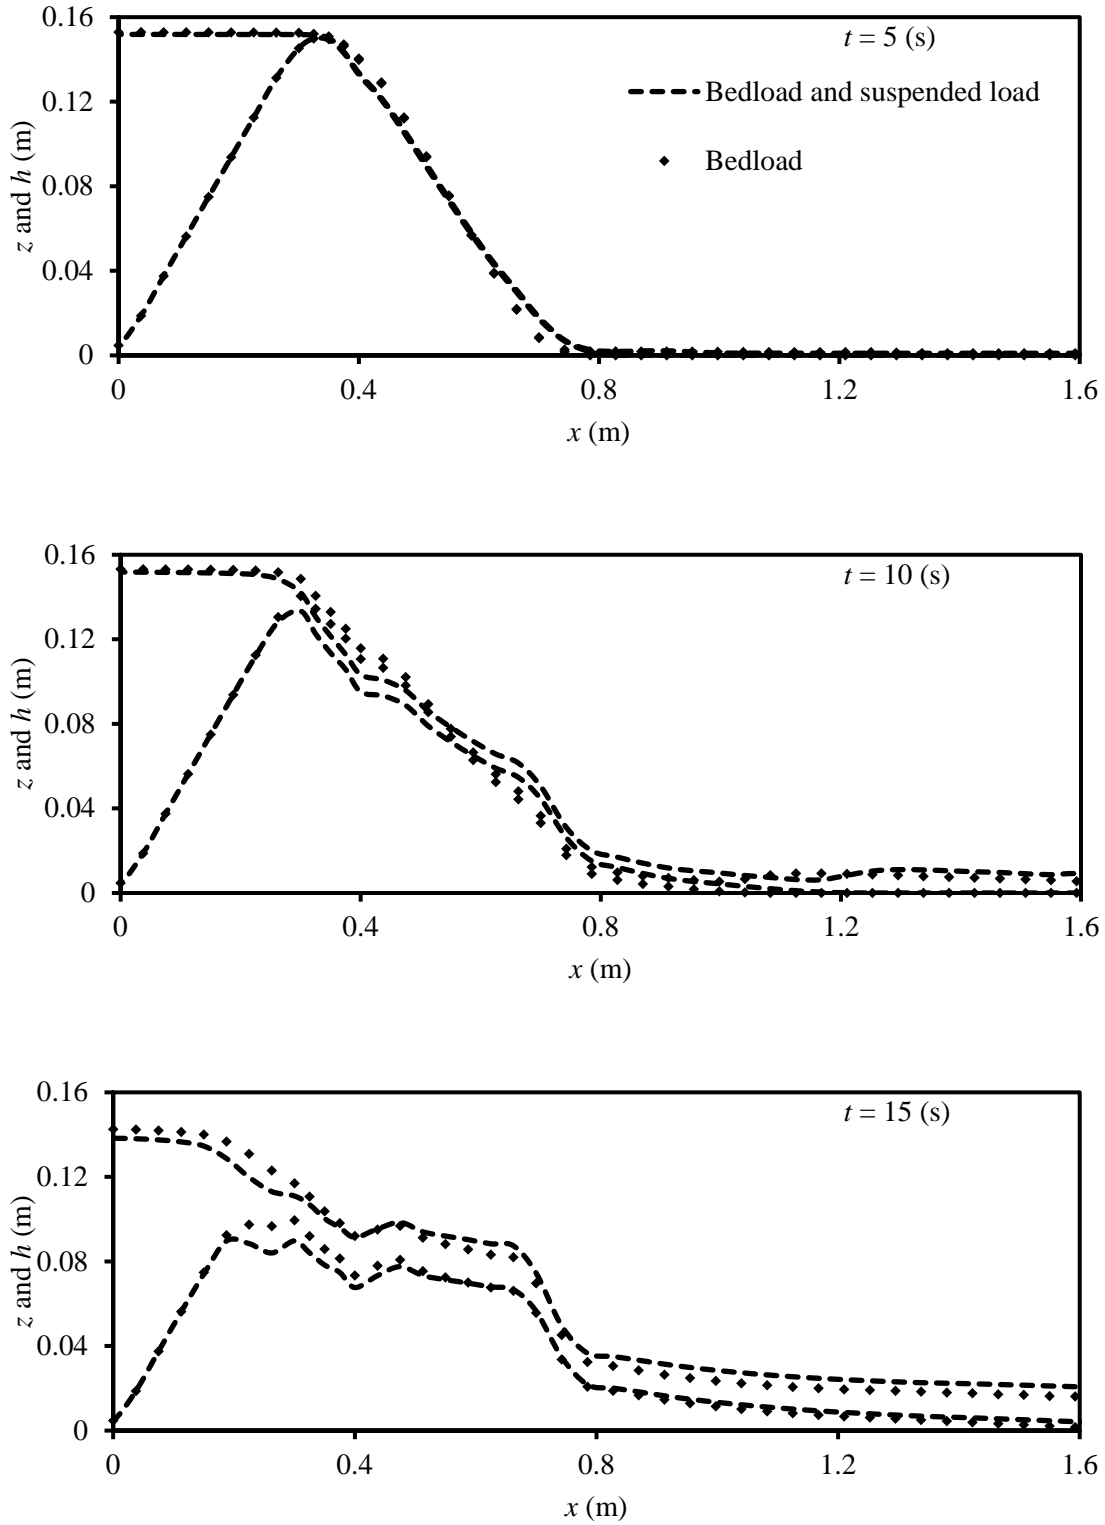 0.16
t = 5 (s)
0.12
Bedload and suspended load
Bedload
0.08
0.04
0
z and h (m)
0 0.4 0.8 1.2 1.6
x (m)
0.16
t = 10 (s)
0.12
0.08
0.04
0
z and h (m)
0 0.4 0.8 1.2 1.6
x (m)
0.16
t = 15 (s)
0.12
0.08
0.04
0
z and h (m)
0 0.4 0.8 1.2 1.6
x (m)